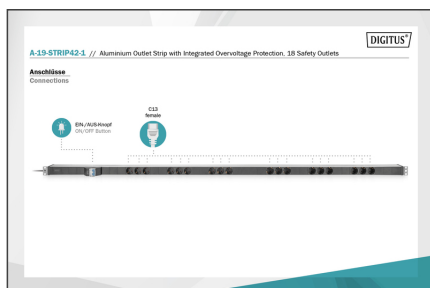 DIGITUS®
A-19-STRIP42-1 // Aluminium Outlet Strip with Integrated Overvoltage Protection, 18 Safety Outlets
Anschlüsse
Connections
C13
female
EIN-/AUS-Knopf
ON/OFF Button